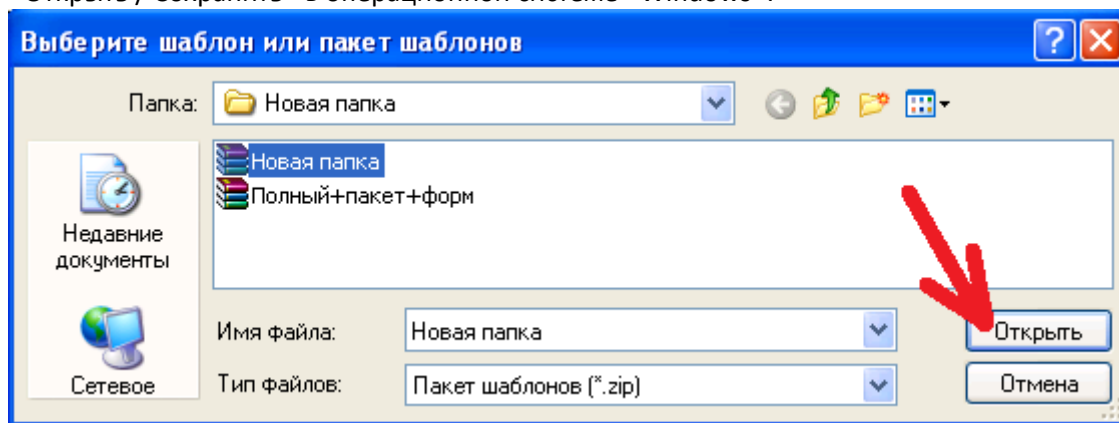 Выберите шаблон или пакет шаблонов
Папка: Новая папка
Новая папка
Полный+пакет+форм
Недавние
документы
Сетевое
Имя файла: Новая папка Открыть
Тип файлов: Пакет шаблонов (*.zip) Отмена